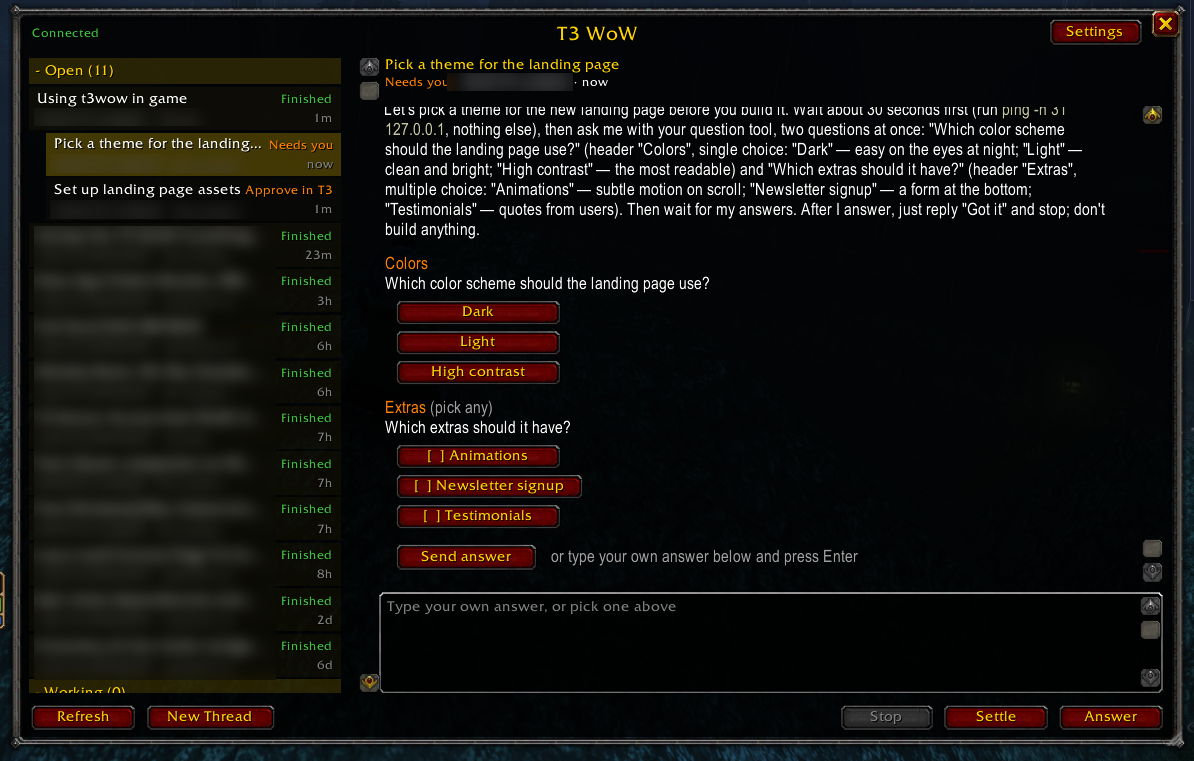 Connected
T3 WoW
Settings
- Open (11)
Using t3wow in game
Finished
1m
Pick a theme for the landing...
Needs you
now
Set up landing page assets
Approve in T3
1m
Finished
23m
Finished
3h
Finished
6h
Finished
6h
Finished
7h
Finished
7h
Finished
7h
Finished
8h
Finished
2d
Finished
6d
- Working (0)
Refresh
New Thread
Pick a theme for the landing page
Needs you
· now
Let's pick a theme for the new landing page before you build it. Wait about 30 seconds first (run ping -n 31
127.0.0.1, nothing else), then ask me with your question tool, two questions at once: "Which color scheme
should the landing page use?" (header "Colors", single choice: "Dark" — easy on the eyes at night; "Light" —
clean and bright; "High contrast" — the most readable) and "Which extras should it have?" (header "Extras",
multiple choice: "Animations" — subtle motion on scroll; "Newsletter signup" — a form at the bottom;
"Testimonials" — quotes from users). Then wait for my answers. After I answer, just reply "Got it" and stop; don't
build anything.
Colors
Which color scheme should the landing page use?
Dark
Light
High contrast
Extras (pick any)
Which extras should it have?
[ ] Animations
[ ] Newsletter signup
[ ] Testimonials
Send answer
or type your own answer below and press Enter
Type your own answer, or pick one above
Stop
Settle
Answer